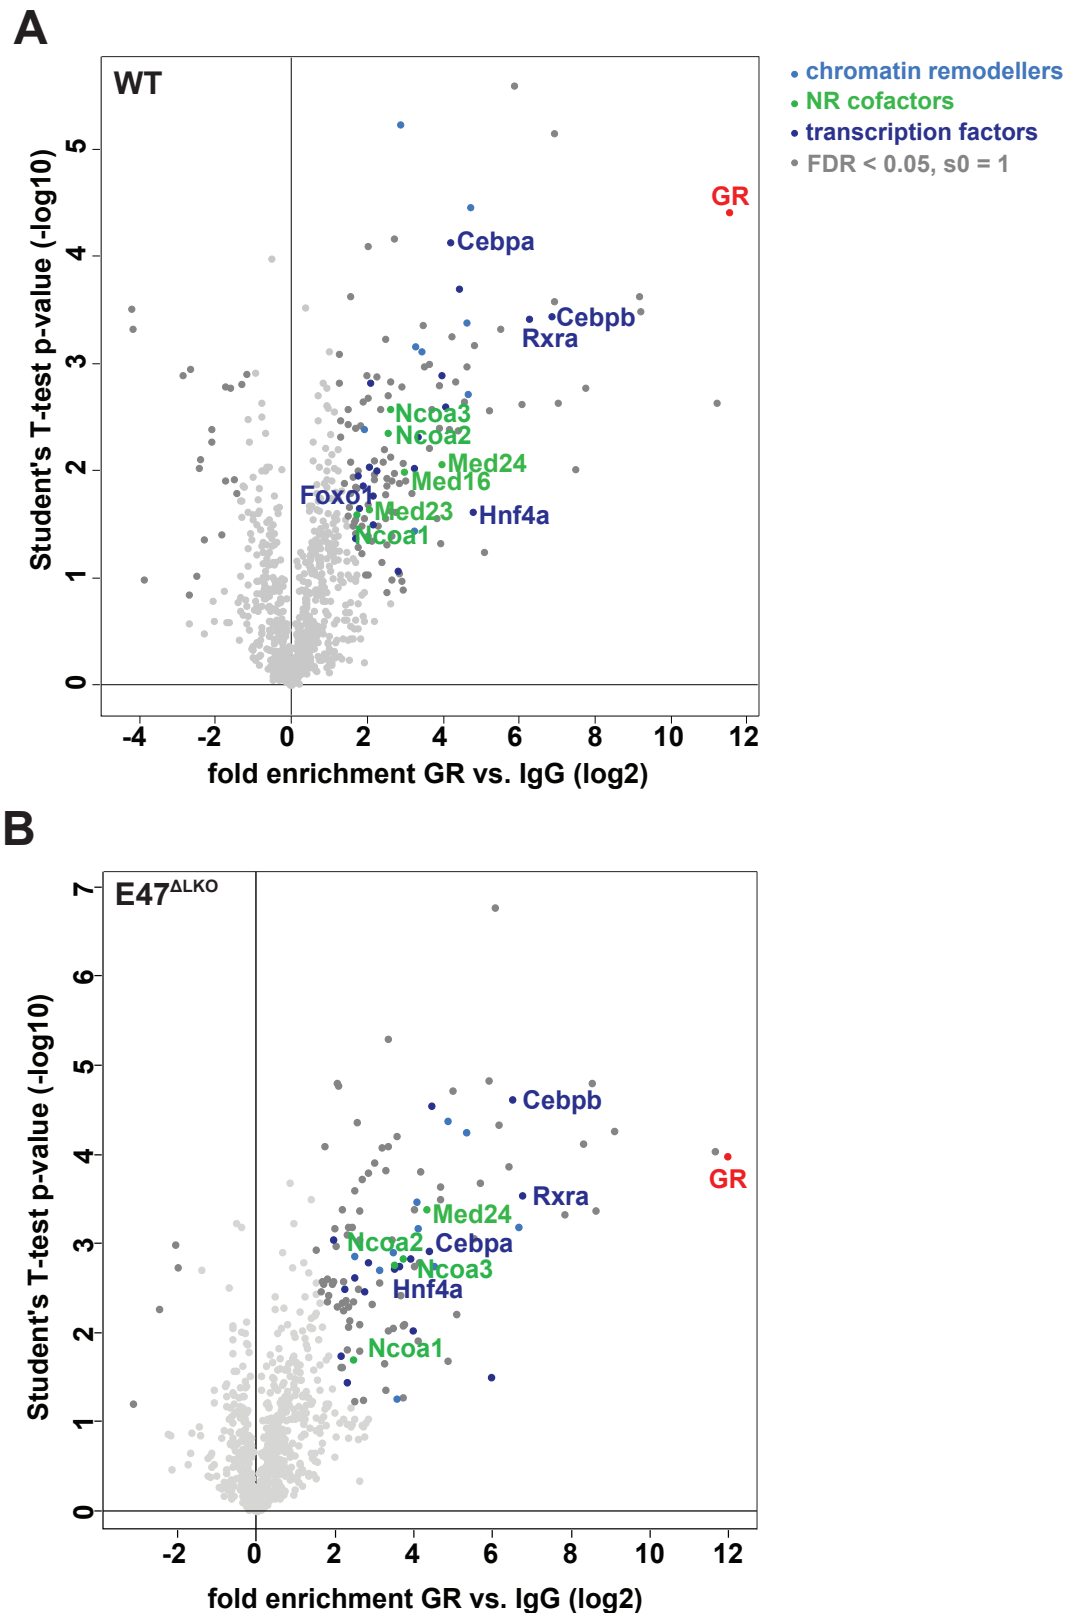 A
WT
chromatin remodellers
NR cofactors
transcription factors
FDR < 0.05, s0 = 1
GR
Cebpa
Cebpb
Rxra
Ncoa3
Ncoa2
Med24
Med16
Foxo1
Med23
Hnf4a
Ncoa1
5
4
3
2
1
0
Student's T-test p-value (-log10)
-4 -2 0 2 4 6 8 10 12
fold enrichment GR vs. IgG (log2)
B
E47ΔLKO
7
6
5
4
3
2
1
0
Student's T-test p-value (-log10)
Cebpb
GR
Rxra
Med24
Ncoa2
Cebpa
Ncoa3
Hnf4a
Ncoa1
-2 0 2 4 6 8 10 12
fold enrichment GR vs. IgG (log2)